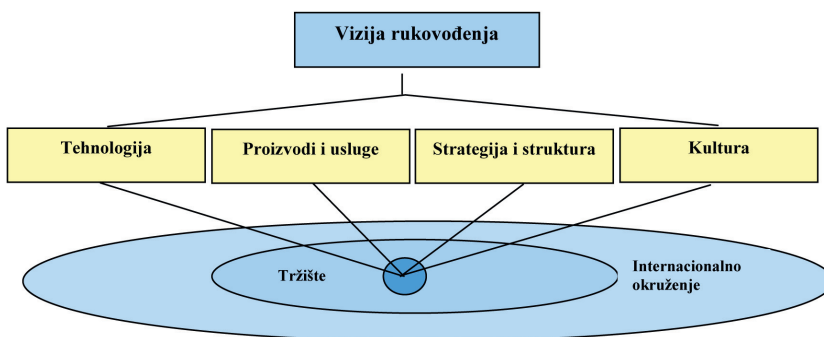 Vizija rukovođenja
Tehnologija
Proizvodi i usluge
Strategija i struktura
Kultura
Tržište
Internacionalno
okruženje